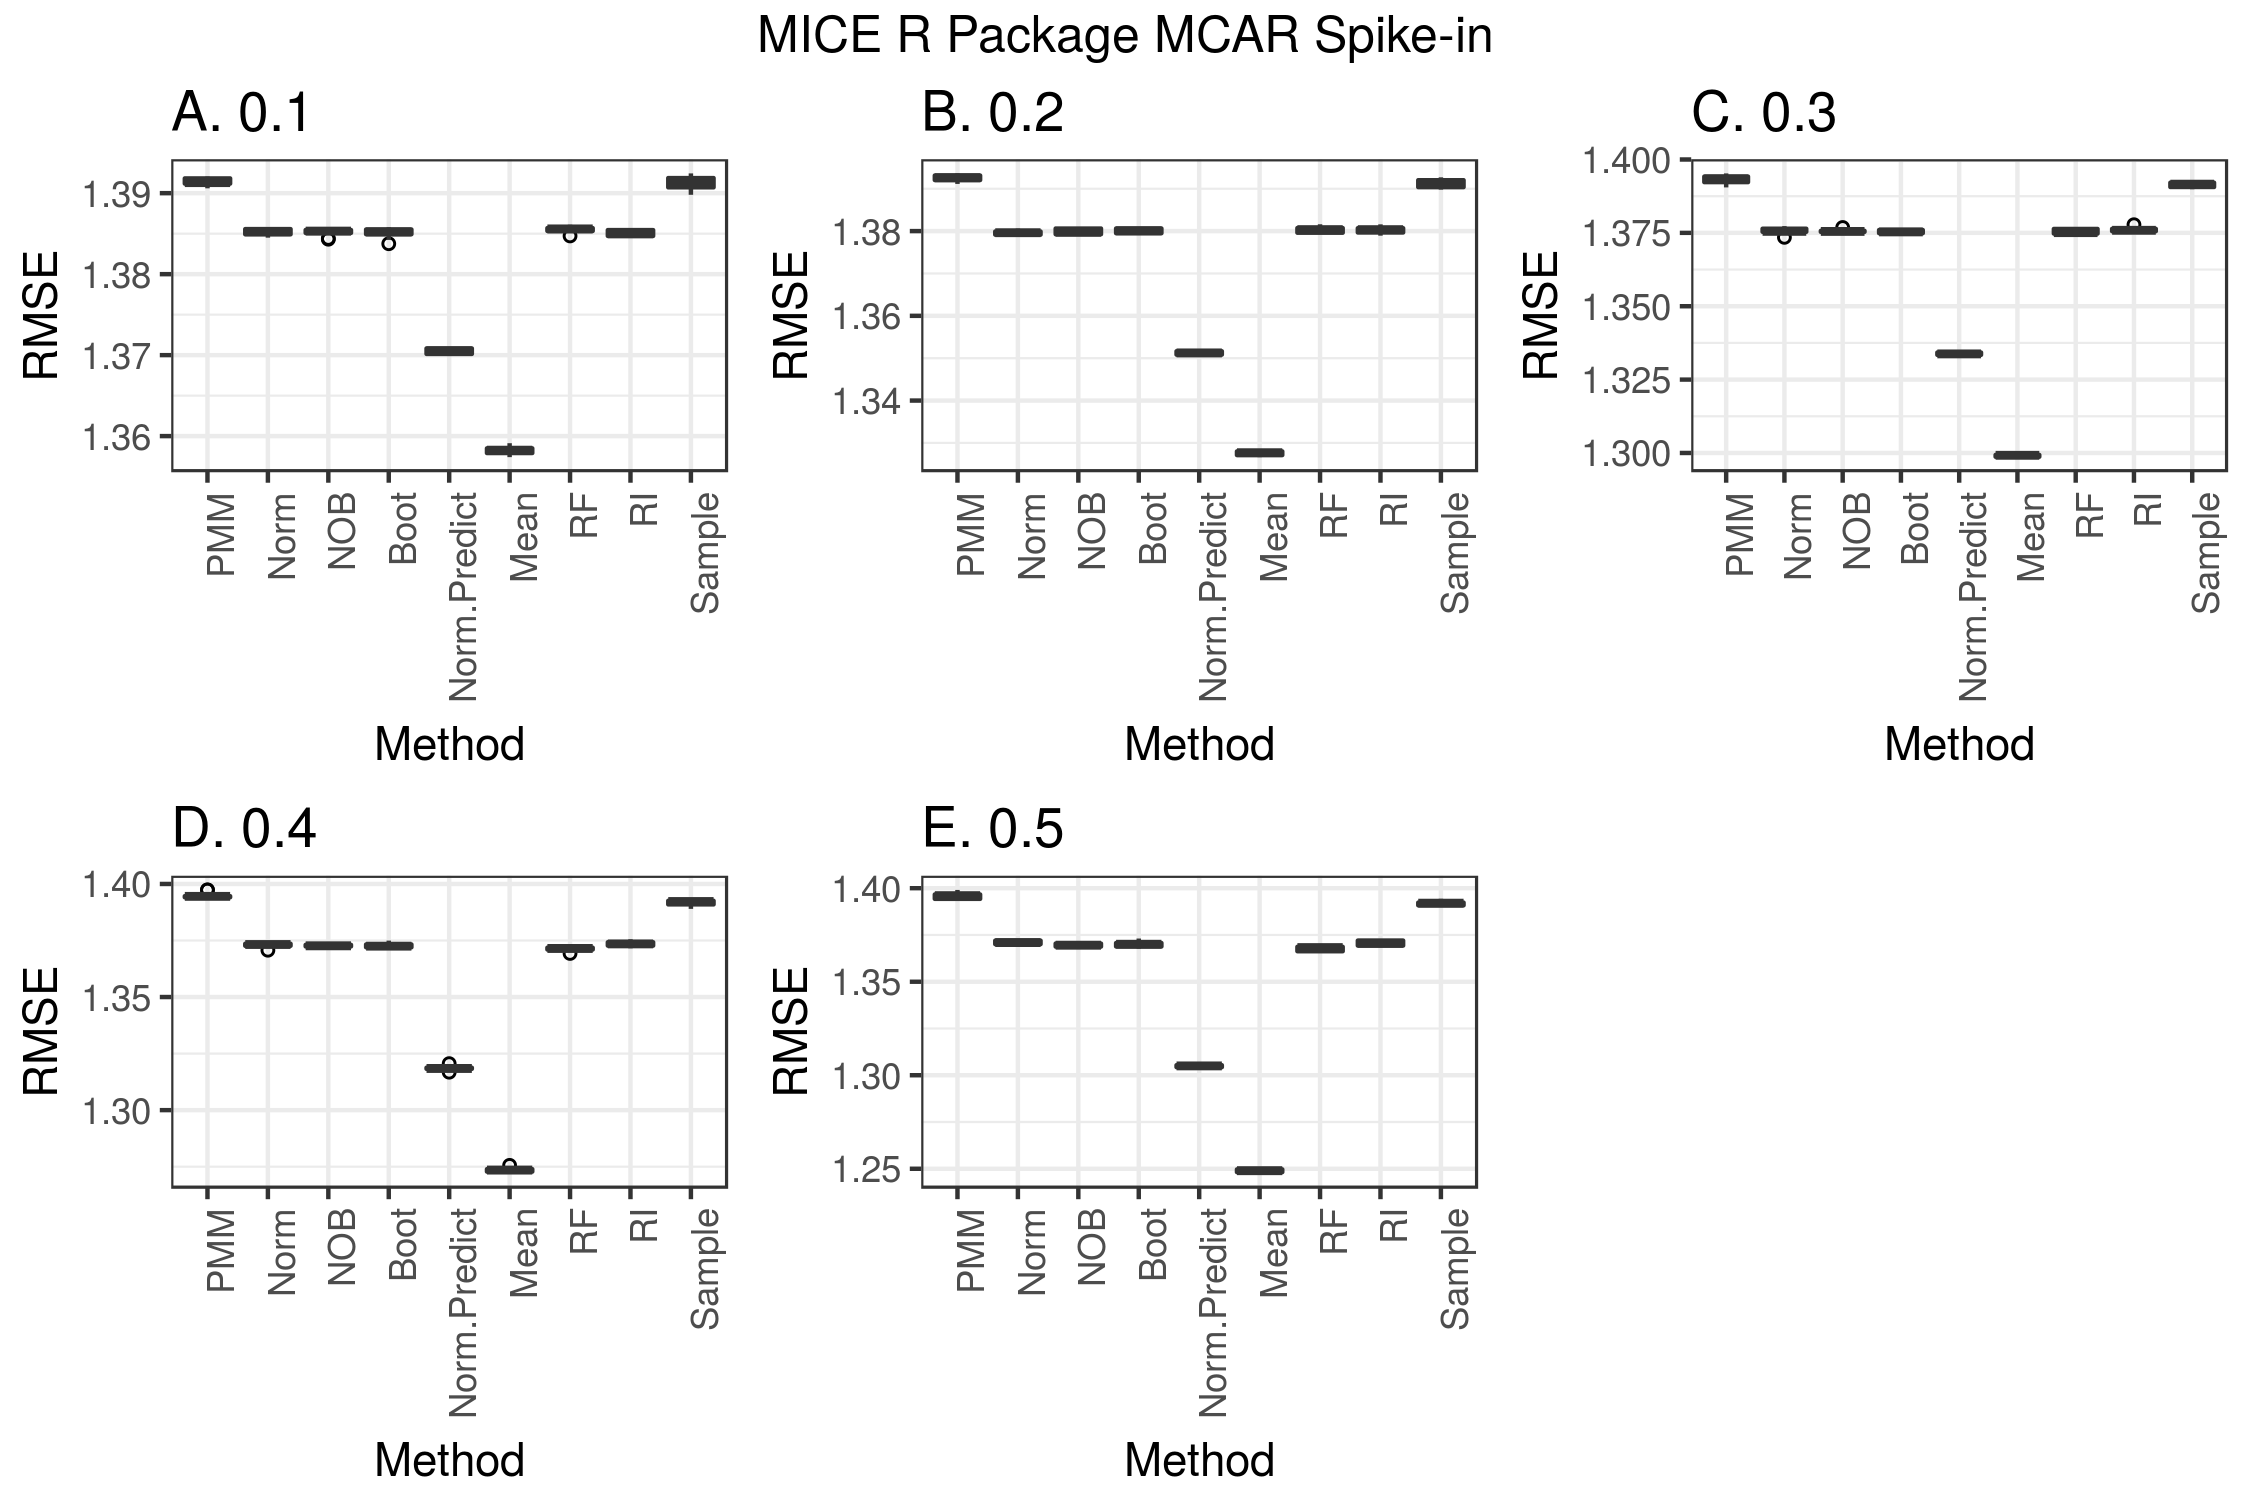 MICE R Package MCAR Spike-in
A. 0.1
RMSE
1.39
1.38
1.37
1.36
PMM
Norm
NOB
Boot
Norm.Predict
Mean
RF
RI
Sample
Method
B. 0.2
RMSE
1.38
1.36
1.34
PMM
Norm
NOB
Boot
Norm.Predict
Mean
RF
RI
Sample
Method
C. 0.3
RMSE
1.400
1.375
1.350
1.325
1.300
PMM
Norm
NOB
Boot
Norm.Predict
Mean
RF
RI
Sample
Method
D. 0.4
RMSE
1.40
1.35
1.30
PMM
Norm
NOB
Boot
Norm.Predict
Mean
RF
RI
Sample
Method
E. 0.5
RMSE
1.40
1.35
1.30
1.25
PMM
Norm
NOB
Boot
Norm.Predict
Mean
RF
RI
Sample
Method